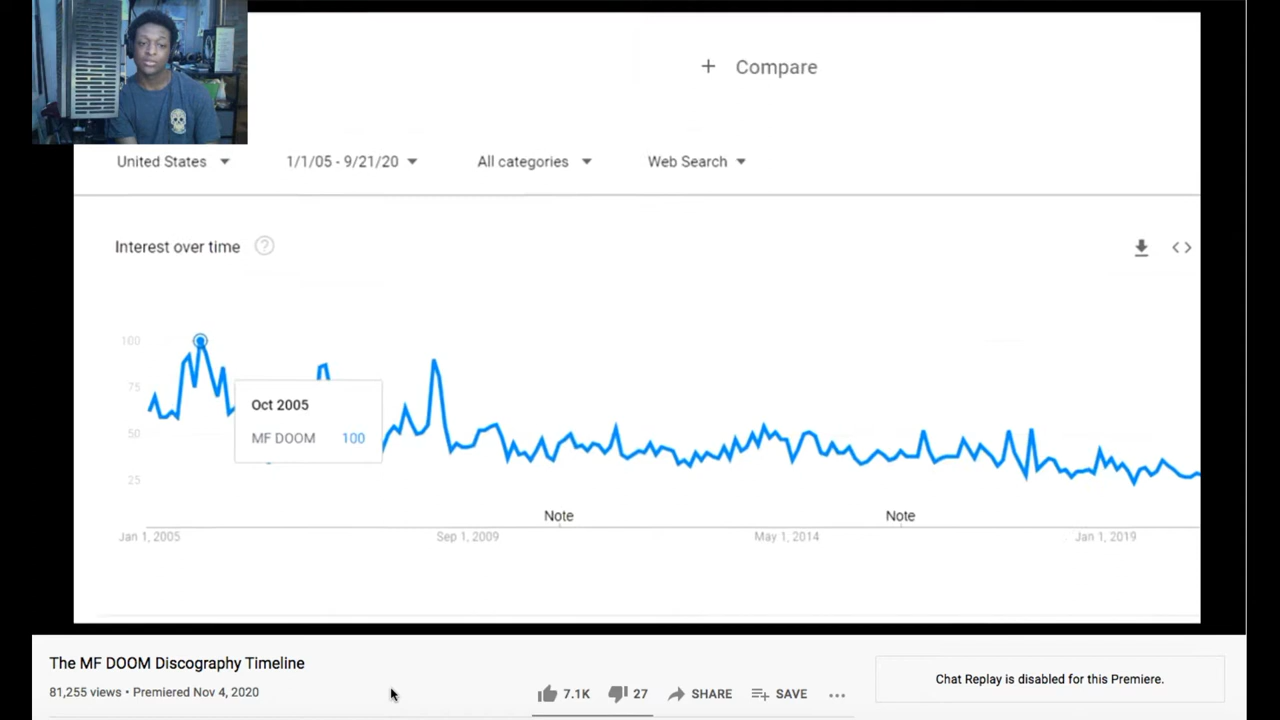 + Compare
United States 1/1/05 - 9/21/20 All categories Web Search
Interest over time ?
100
75
50
25
Oct 2005
MF DOOM 100
Note Note
Jan 1, 2005 Sep 1, 2009 May 1, 2014 Jan 1, 2019
The MF DOOM Discography Timeline
81,255 views • Premiered Nov 4, 2020
7.1K 27 SHARE SAVE ...
Chat Replay is disabled for this Premiere.